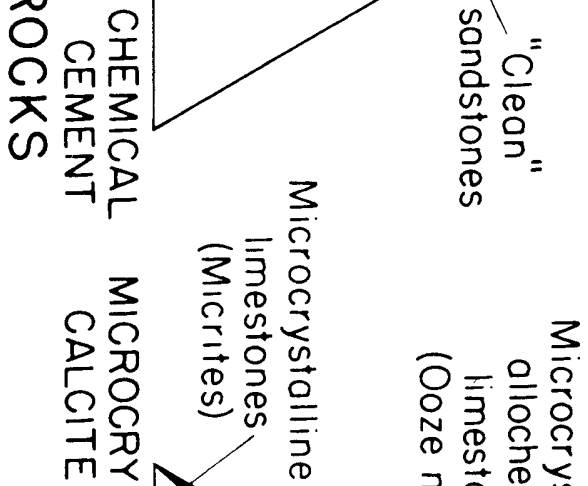 "Clean"
sandstones
CHEMICAL
CEMENT
ROCKS
Microcrys
alloche
limesto
(Ooze n
Microcrystalline
limestones
(Micrites)
MICROCRY
CALCITE